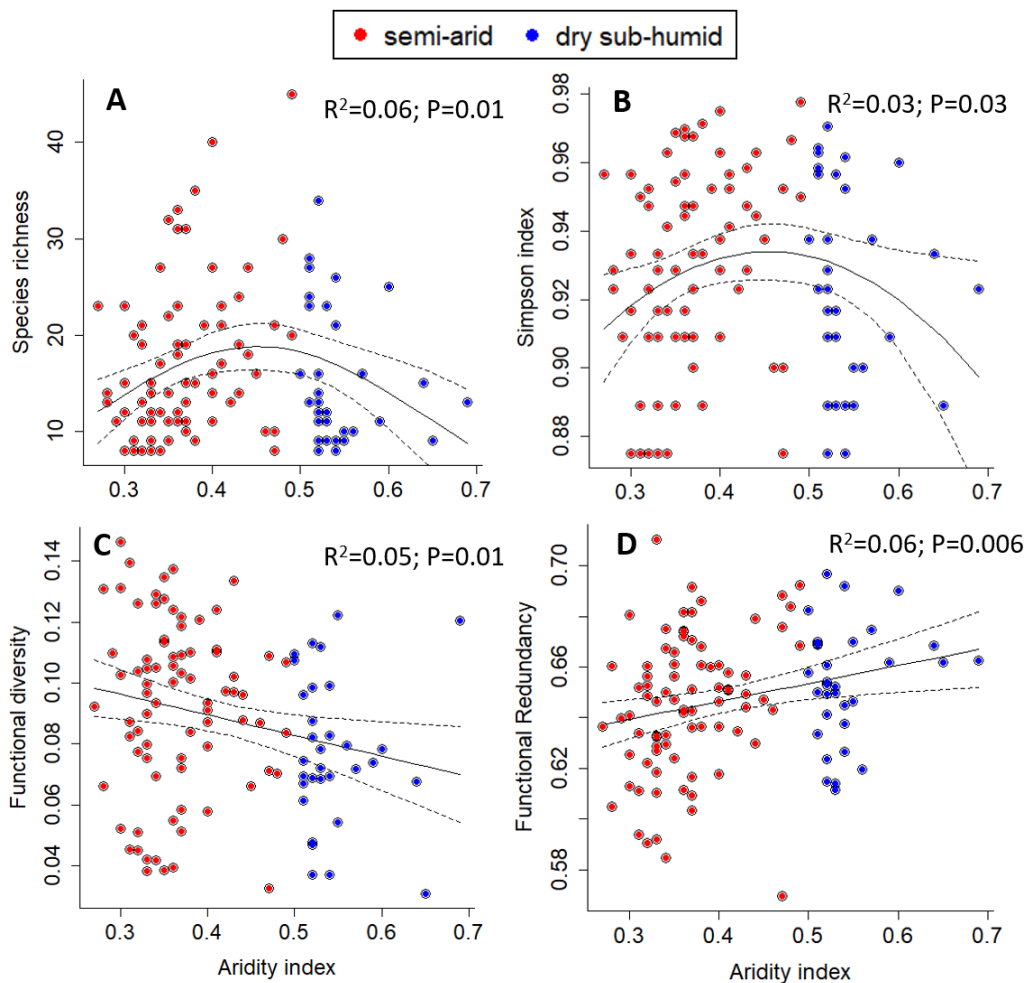 semi-arid dry sub-humid
A
R²=0.06; P=0.01
Species richness
40
30
20
10
0.3 0.4 0.5 0.6 0.7
B
R²=0.03; P=0.03
Simpson index
0.98
0.96
0.94
0.92
0.90
0.88
0.3 0.4 0.5 0.6 0.7
C
R²=0.05; P=0.01
Functional diversity
0.14
0.12
0.10
0.08
0.06
0.04
0.3 0.4 0.5 0.6 0.7
Aridity index
D
R²=0.06; P=0.006
Functional Redundancy
0.70
0.66
0.62
0.58
0.3 0.4 0.5 0.6 0.7
Aridity index